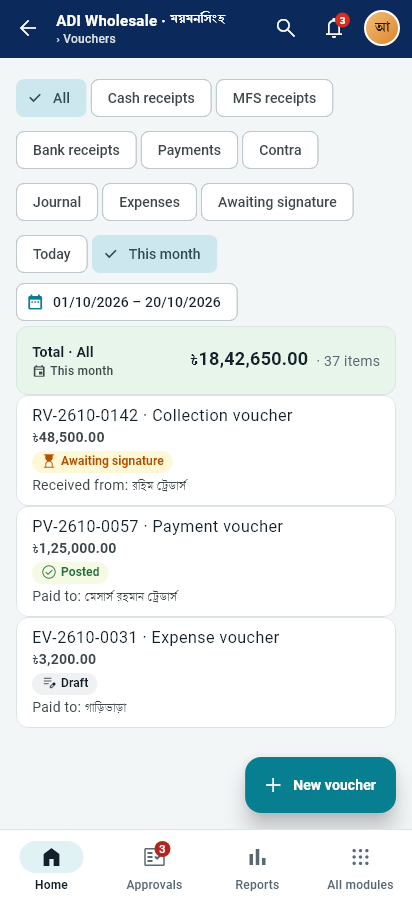 ADI Wholesale · ময়মনসিংহ
› Vouchers
3
আ
All
Cash receipts
MFS receipts
Bank receipts
Payments
Contra
Journal
Expenses
Awaiting signature
Today
This month
01/10/2026 – 20/10/2026
Total · All
৳18,42,650.00 · 37 items
This month
RV-2610-0142 · Collection voucher
৳48,500.00
Awaiting signature
Received from: রহিম ট্রেডার্স
PV-2610-0057 · Payment voucher
৳1,25,000.00
Posted
Paid to: মেসার্স রহমান ট্রেডার্স
EV-2610-0031 · Expense voucher
৳3,200.00
Draft
Paid to: গাড়িভাড়া
New voucher
3
Home
Approvals
Reports
All modules